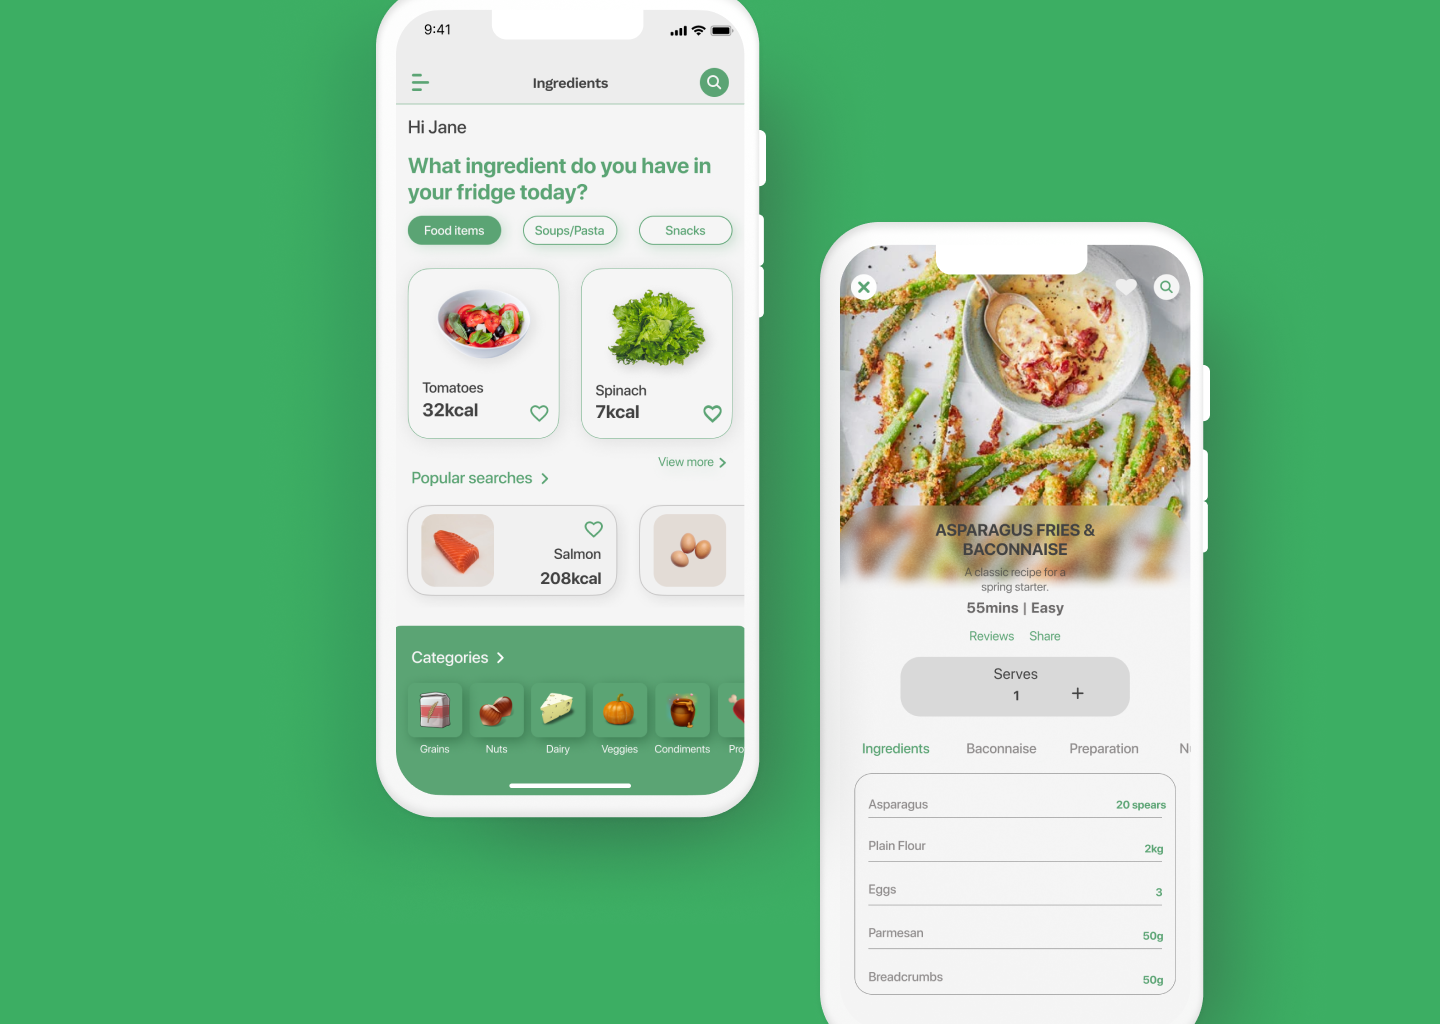 9:41
Ingredients
Hi Jane
What ingredient do you have in
your fridge today?
Food items
Soups/Pasta
Snacks
Tomatoes
32kcal
Spinach
7kcal
View more
Popular searches
Salmon
208kcal
Categories
Grains
Nuts
Dairy
Veggies
Condiments
Pro
ASPARAGUS FRIES &
BACONNAISE
A classic recipe for a
spring starter.
55mins | Easy
Reviews
Share
Serves
1
+
Ingredients
Baconnaise
Preparation
Nu
Asparagus
20 spears
Plain Flour
2kg
Eggs
3
Parmesan
50g
Breadcrumbs
50g